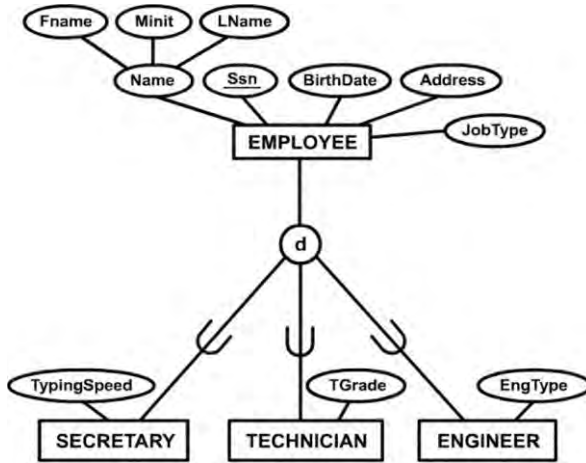 Fname Minit LName
Name Ssn BirthDate Address
JobType
EMPLOYEE
d
TypingSpeed TGrade EngType
SECRETARY TECHNICIAN ENGINEER